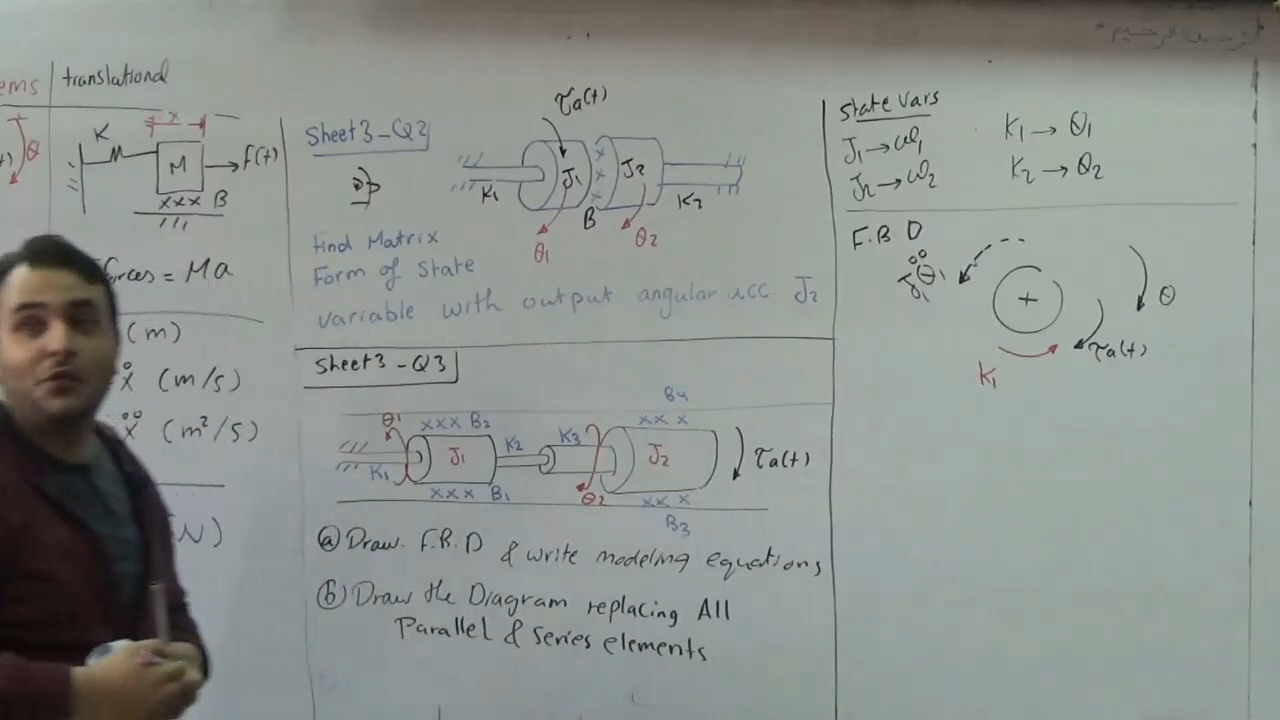 ems
translational
θ
K
x
M
f(t)
xxx B
forces = Ma
(m)
ẋ (m/s)
ẍ (m²/s)
N)
Sheet3-Q2
τa(t)
K1
J1
xxx
J2
K2
B
θ1
θ2
find Matrix
Form of State
variable with output angular acc. J2
Sheet3-Q3
B4
θ1
xxx B2
xxx
K2
K3
J1
J2
K1
τa(t)
xxx B1
θ2
xxx
B3
ⓐ Draw. F.B.D & write modeling equations
ⓑ Draw the Diagram replacing All
Parallel & series elements
State vars
J1 → ω1
K1 → θ1
J2 → ω2
K2 → θ2
F.B D
J1 θ̈1
+
θ
τa(t)
K1